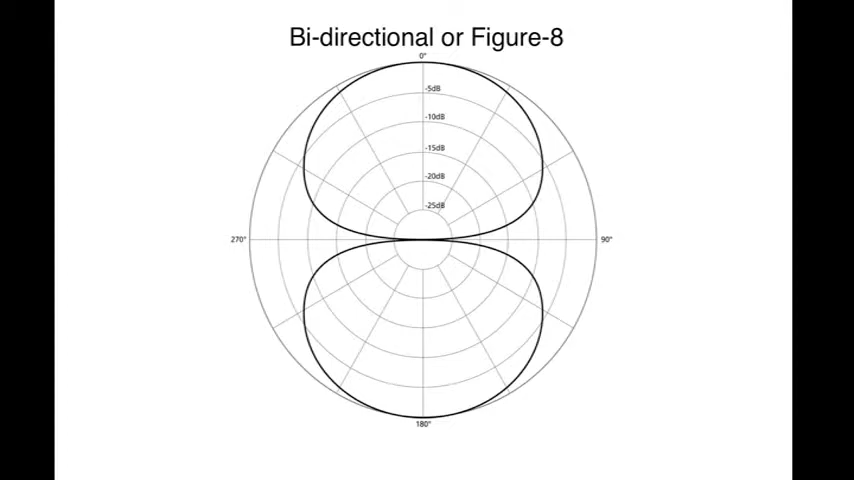 Bi-directional or Figure-8
0°
-5dB
-10dB
-15dB
-20dB
-25dB
270°
90°
180°